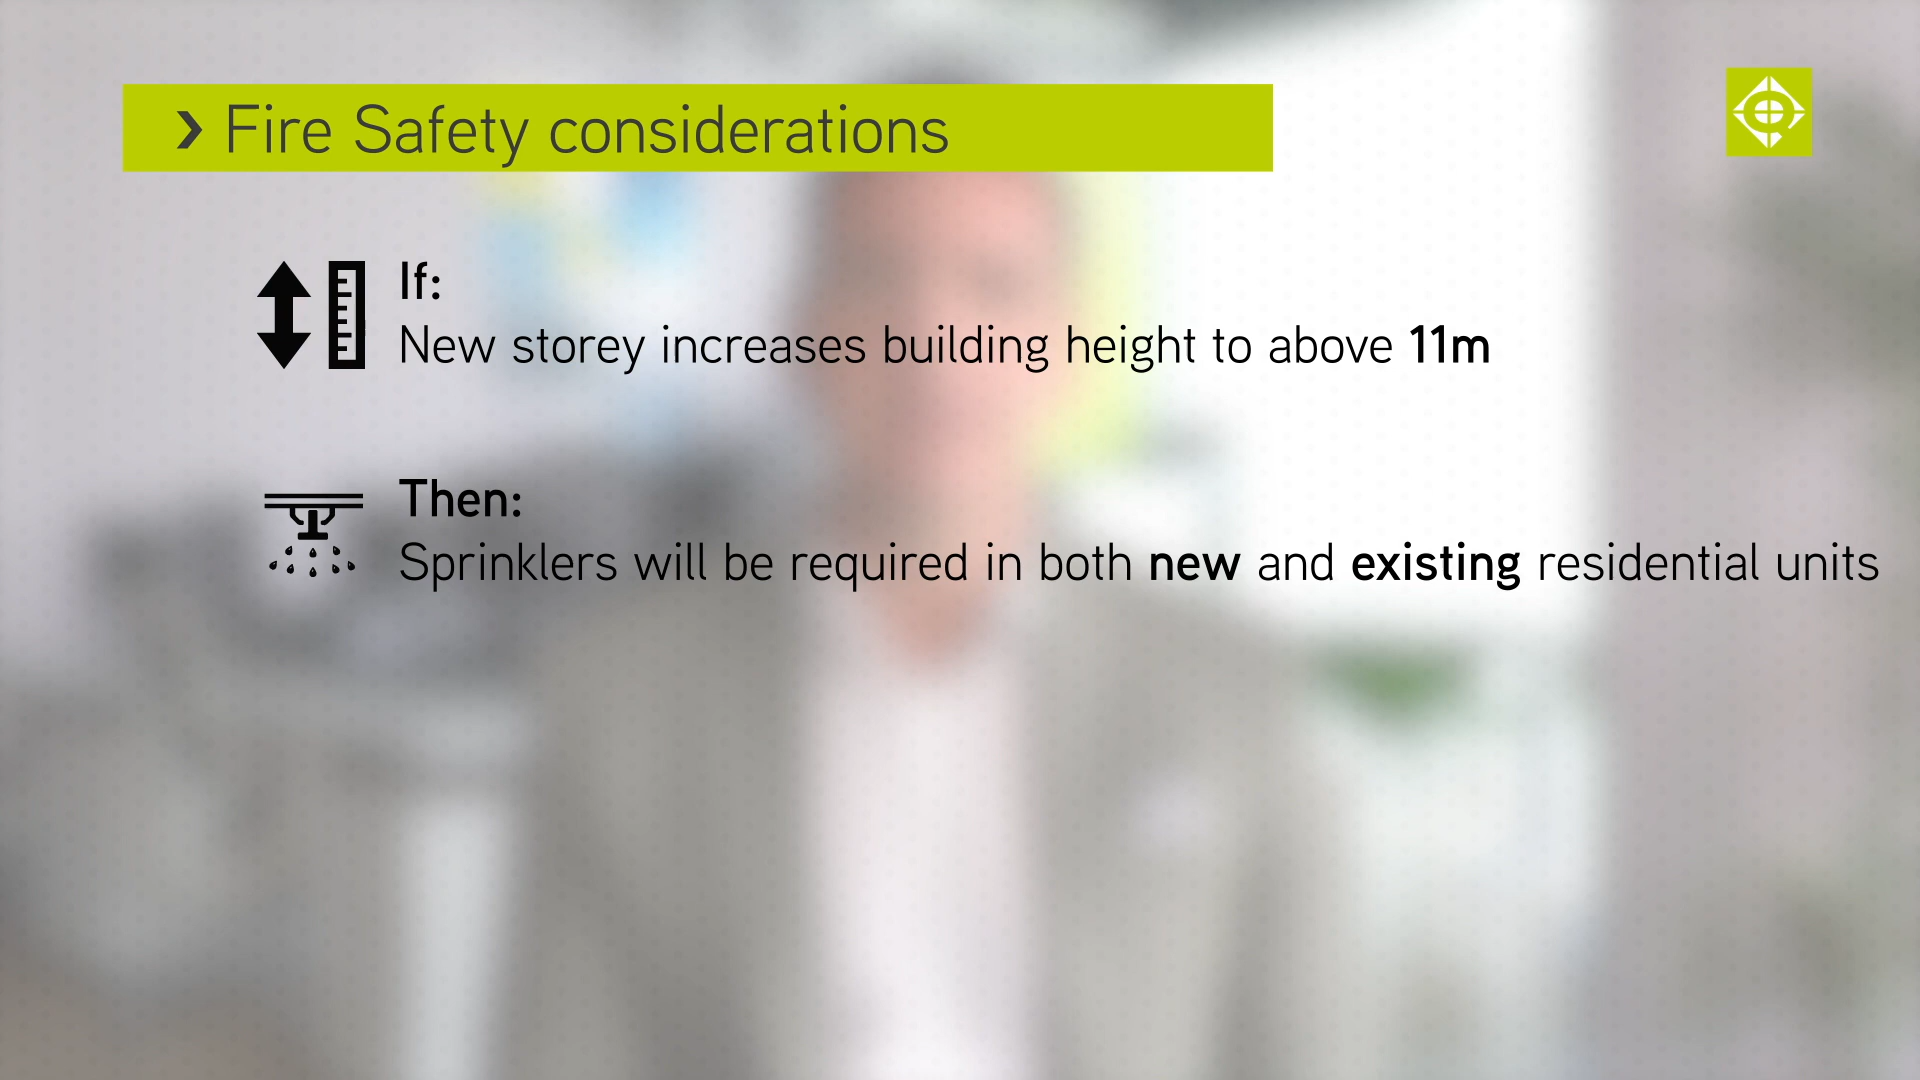 › Fire Safety considerations
If:
New storey increases building height to above 11m
Then:
Sprinklers will be required in both new and existing residential units